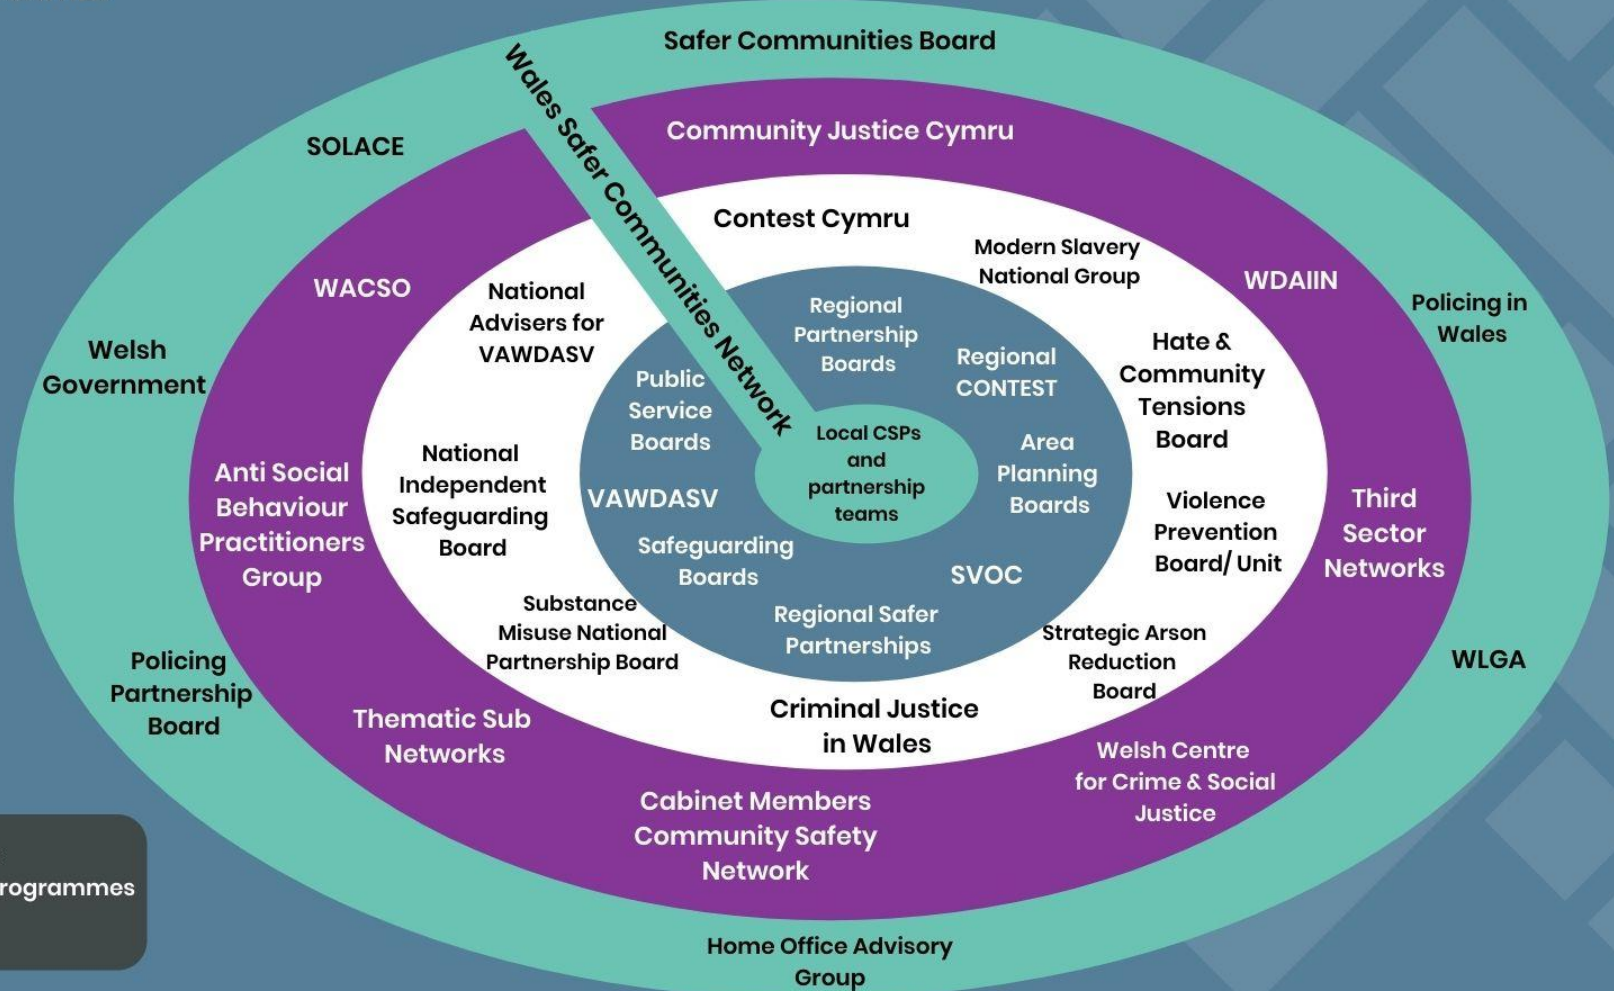 Safer Communities Board
SOLACE
Welsh
Government
Policing
Partnership
Board
Home Office Advisory
Group
WLGA
Policing in
Wales
Wales Safer Communities Network
Community Justice Cymru
WACSO
Anti Social
Behaviour
Practitioners
Group
Thematic Sub
Networks
Cabinet Members
Community Safety
Network
Welsh Centre
for Crime & Social
Justice
Third
Sector
Networks
WDAIIN
Contest Cymru
Modern Slavery
National Group
Hate &
Community
Tensions
Board
Violence
Prevention
Board/ Unit
Strategic Arson
Reduction
Board
Criminal Justice
in Wales
Substance
Misuse National
Partnership Board
National
Independent
Safeguarding
Board
National
Advisers for
VAWDASV
Regional
Partnership
Boards
Regional
CONTEST
Area
Planning
Boards
SVOC
Regional Safer
Partnerships
Safeguarding
Boards
VAWDASV
Public
Service
Boards
Local CSPs
and
partnership
teams
rogrammes